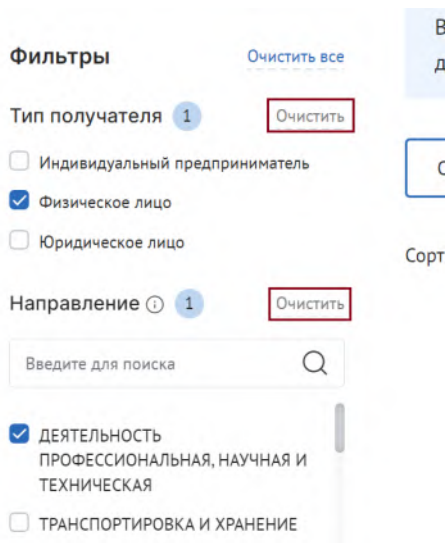 Фильтры Очистить все
Тип получателя 1 Очистить
Индивидуальный предприниматель
Физическое лицо
Юридическое лицо
Направление 1 Очистить
Введите для поиска
ДЕЯТЕЛЬНОСТЬ
ПРОФЕССИОНАЛЬНАЯ, НАУЧНАЯ И
ТЕХНИЧЕСКАЯ
ТРАНСПОРТИРОВКА И ХРАНЕНИЕ